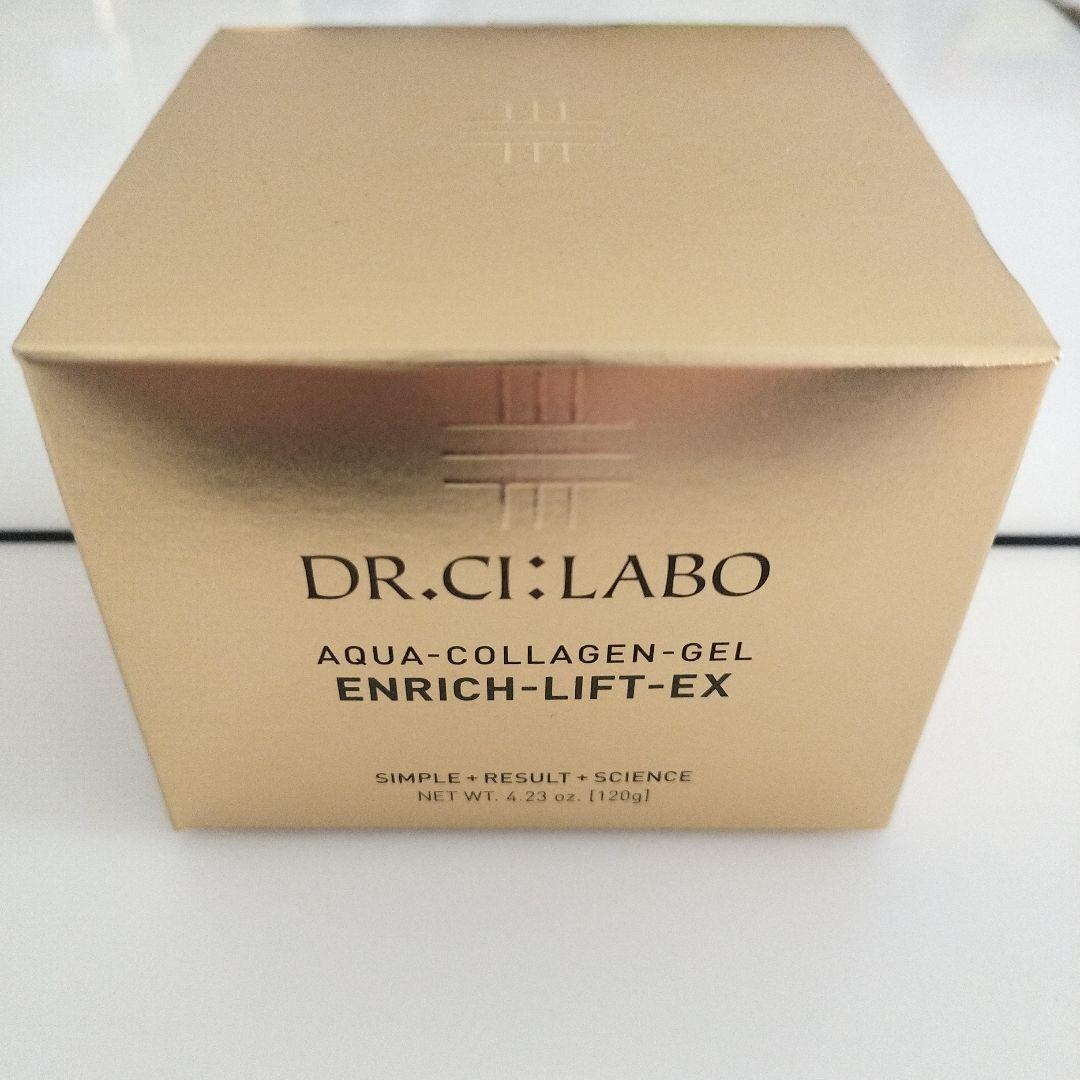 DR.CI:LABO
AQUA-COLLAGEN-GEL
ENRICH-LIFT-EX
SIMPLE+RESULT+SCIENCE
NET WT. 4.23 oz. [120g]